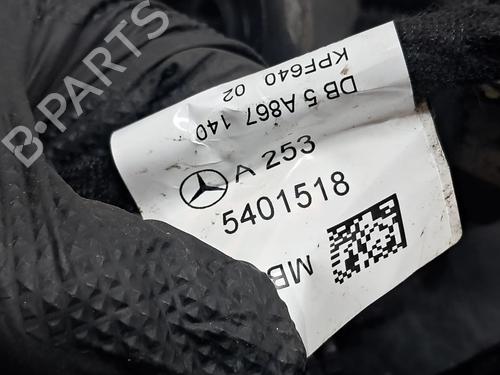 B-PARTS
KPF640 02
DB 5 A867 140
A 253
5401518
MB